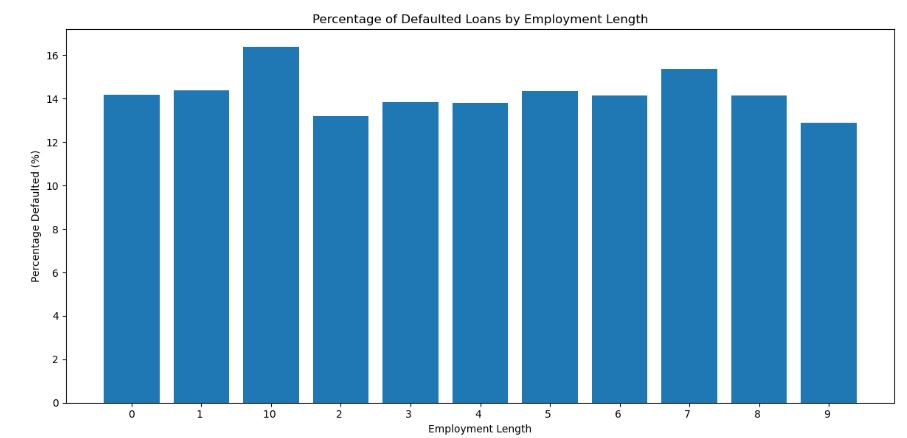 Percentage of Defaulted Loans by Employment Length
Percentage Defaulted (%)
16
14
12
10
8
6
4
2
0
0 1 10 2 3 4 5 6 7 8 9
Employment Length